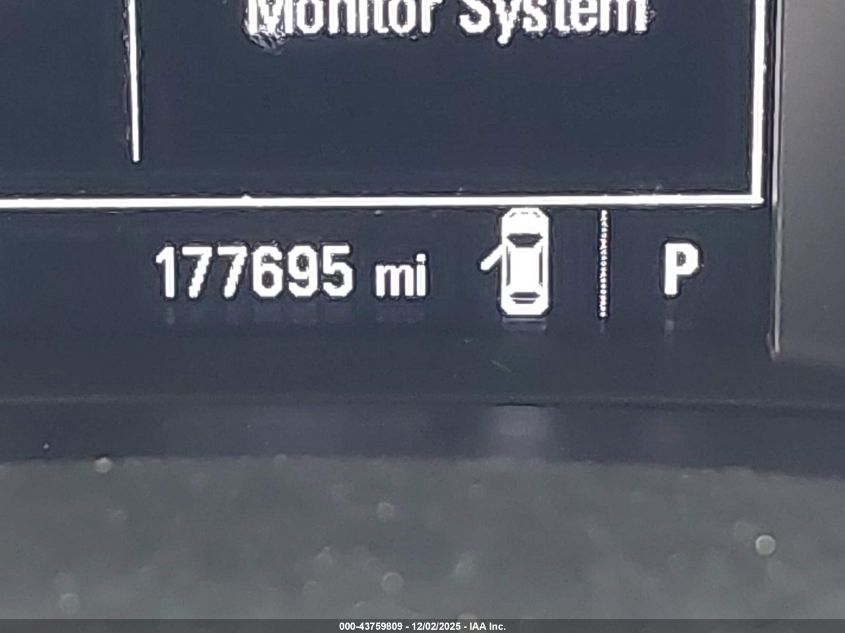 Monitor System
177695 mi P
000-43759809 - 12/02/2025 - IAA Inc.